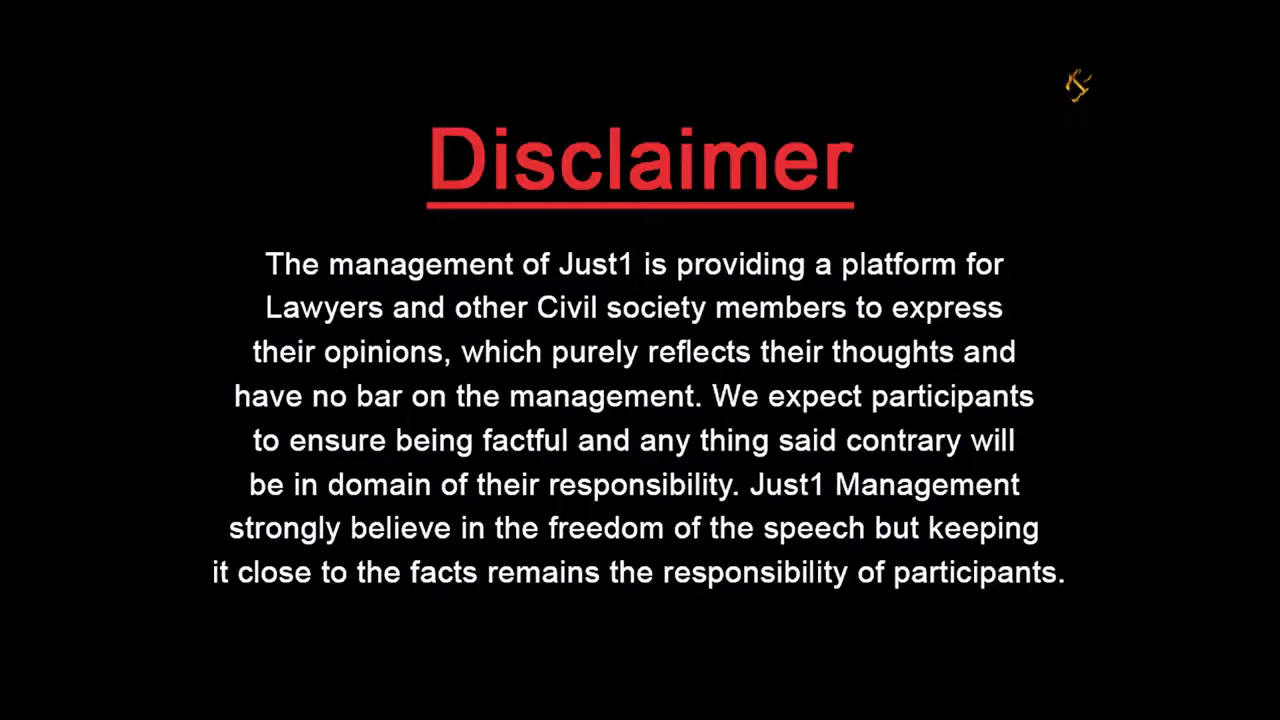 Disclaimer
The management of Just1 is providing a platform for
Lawyers and other Civil society members to express
their opinions, which purely reflects their thoughts and
have no bar on the management. We expect participants
to ensure being factful and any thing said contrary will
be in domain of their responsibility. Just1 Management
strongly believe in the freedom of the speech but keeping
it close to the facts remains the responsibility of participants.